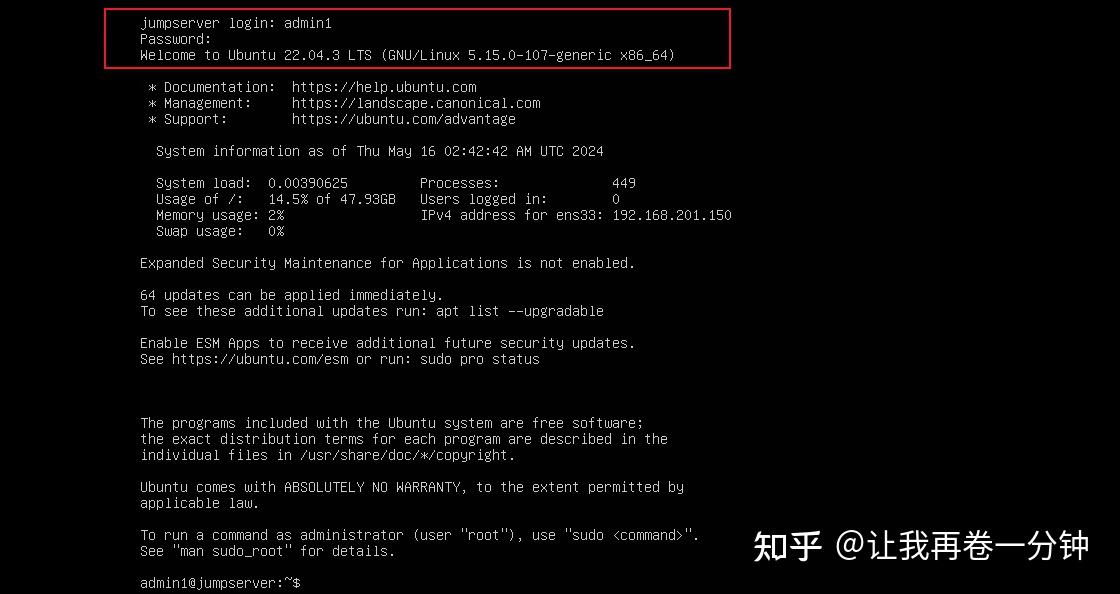 jumpserver login: admin1
Password:
Welcome to Ubuntu 22.04.3 LTS (GNU/Linux 5.15.0-107-generic x86_64)
* Documentation:  https://help.ubuntu.com
* Management:     https://landscape.canonical.com
* Support:        https://ubuntu.com/advantage
System information as of Thu May 16 02:42:42 AM UTC 2024
System load:  0.00390625         Processes:              449
Usage of /:   14.5% of 47.93GB   Users logged in:        0
Memory usage: 2%                 IPv4 address for ens33: 192.168.201.150
Swap usage:   0%
Expanded Security Maintenance for Applications is not enabled.
64 updates can be applied immediately.
To see these additional updates run: apt list --upgradable
Enable ESM Apps to receive additional future security updates.
See https://ubuntu.com/esm or run: sudo pro status
The programs included with the Ubuntu system are free software;
the exact distribution terms for each program are described in the
individual files in /usr/share/doc/*/copyright.
Ubuntu comes with ABSOLUTELY NO WARRANTY, to the extent permitted by
applicable law.
To run a command as administrator (user "root"), use "sudo <command>".
See "man sudo_root" for details.
admin1@jumpserver:~$
知乎 @让我再卷一分钟